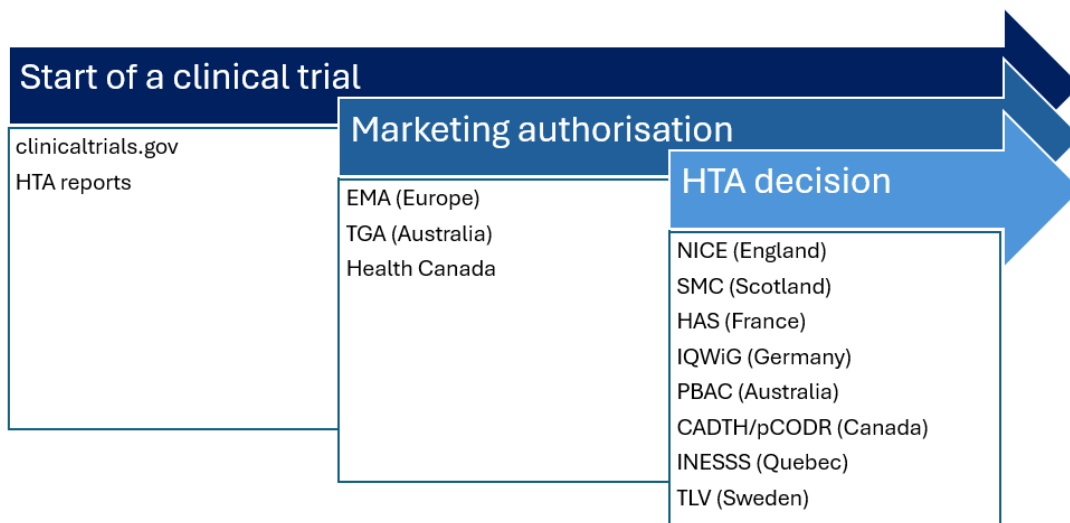 Start of a clinical trial
clinicaltrials.gov
HTA reports
Marketing authorisation
EMA (Europe)
TGA (Australia)
Health Canada
HTA decision
NICE (England)
SMC (Scotland)
HAS (France)
IQWiG (Germany)
PBAC (Australia)
CADTH/pCODR (Canada)
INESSS (Quebec)
TLV (Sweden)